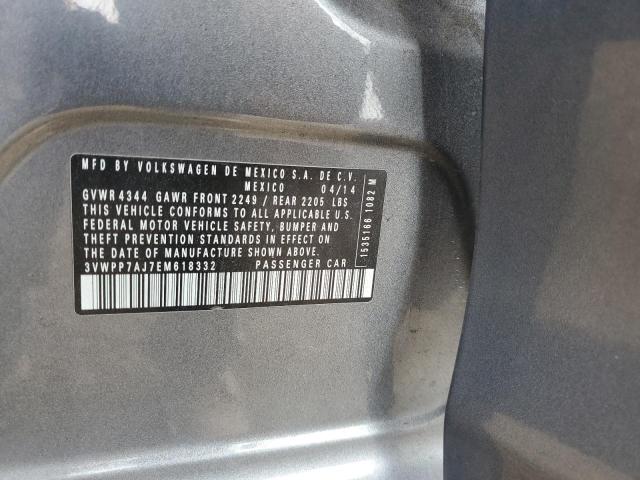 MFD BY VOLKSWAGEN DE MEXICO S.A. DE C.V.
MEXICO 04/14
GVWR 4344 GAWR FRONT 2249 / REAR 2205 LBS
THIS VEHICLE CONFORMS TO ALL APPLICABLE U.S.
FEDERAL MOTOR VEHICLE SAFETY, BUMPER AND
THEFT PREVENTION STANDARDS IN EFFECT ON
THE DATE OF MANUFACTURE SHOWN ABOVE.
3VWPP7AJ7EM618332 PASSENGER CAR
1535166 1082 M